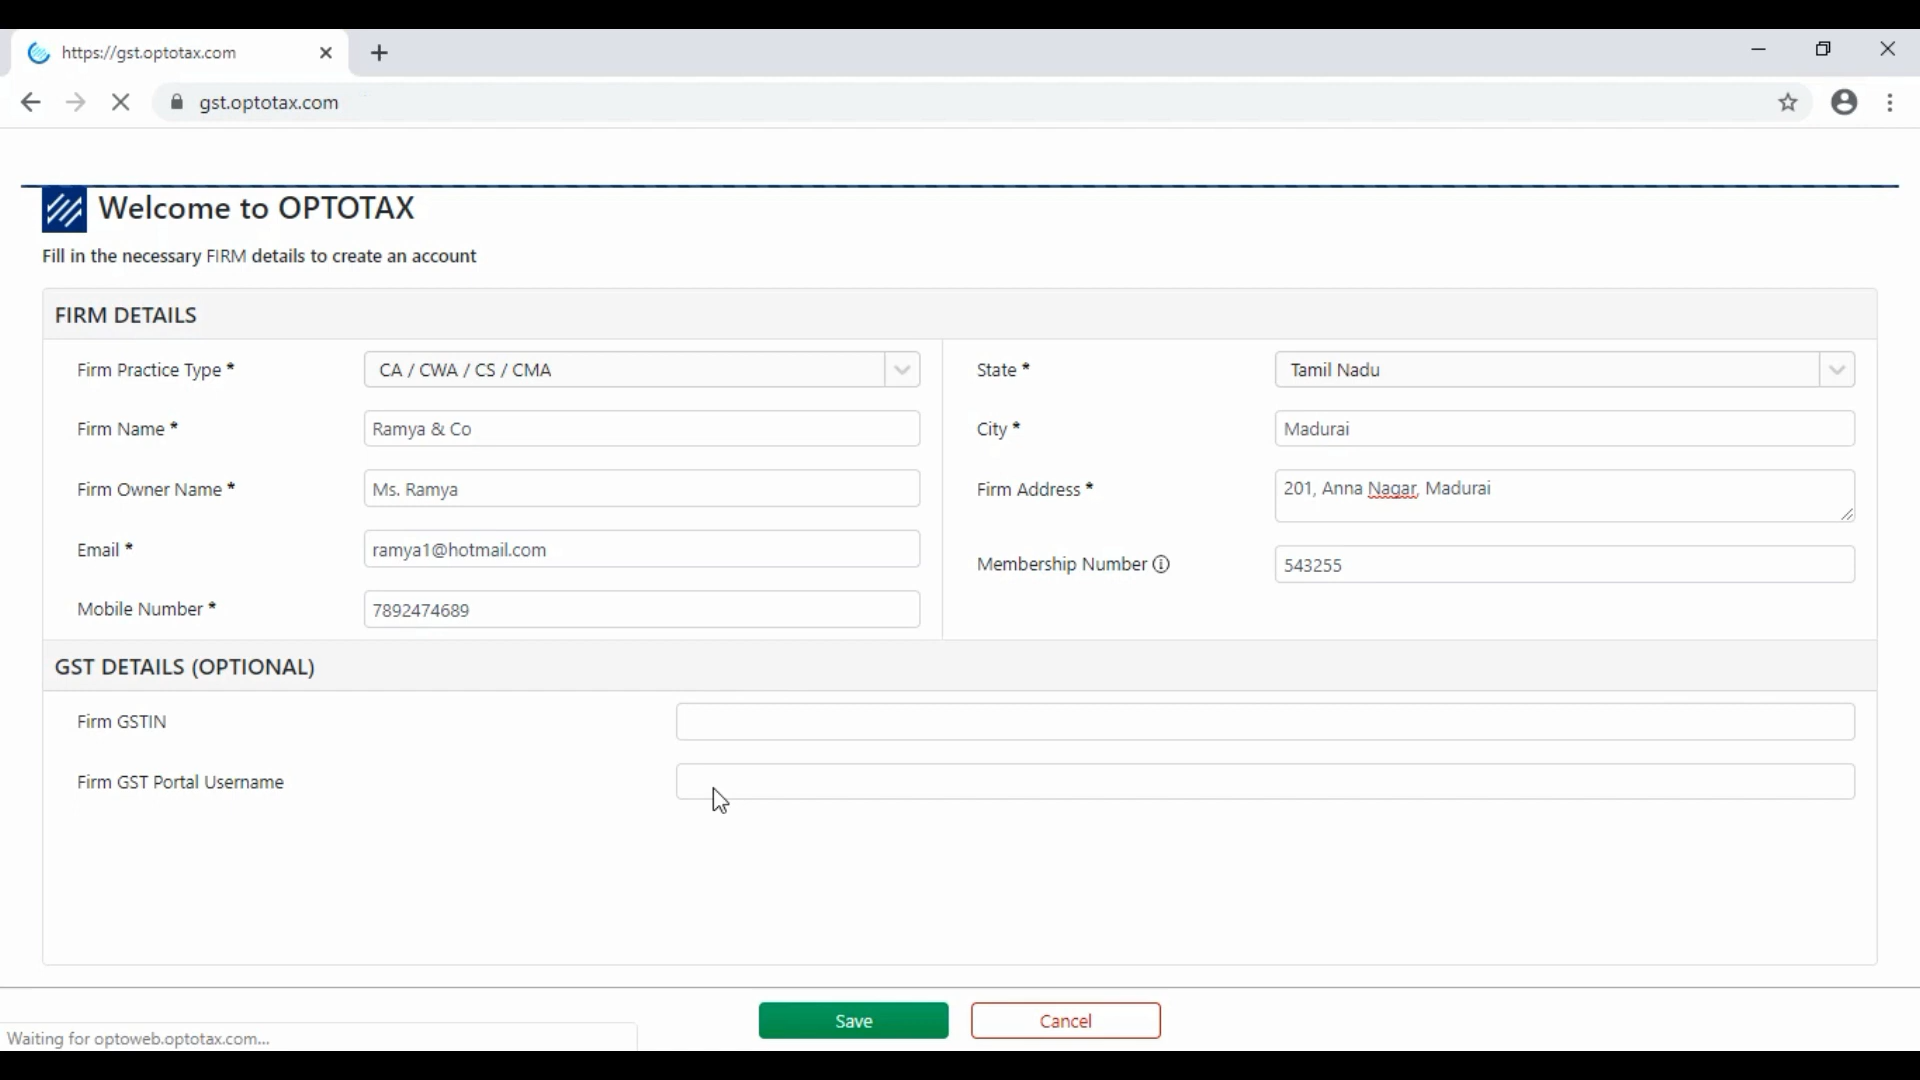 https://gst.optotax.com
gst.optotax.com
Welcome to OPTOTAX
Fill in the necessary FIRM details to create an account
FIRM DETAILS
Firm Practice Type * CA / CWA / CS / CMA
State * Tamil Nadu
Firm Name * Ramya & Co
City * Madurai
Firm Owner Name * Ms. Ramya
Firm Address * 201, Anna Nagar, Madurai
Email * ramya1@hotmail.com
Membership Number 543255
Mobile Number * 7892474689
GST DETAILS (OPTIONAL)
Firm GSTIN
Firm GST Portal Username
Save Cancel
Waiting for optoweb.optotax.com...